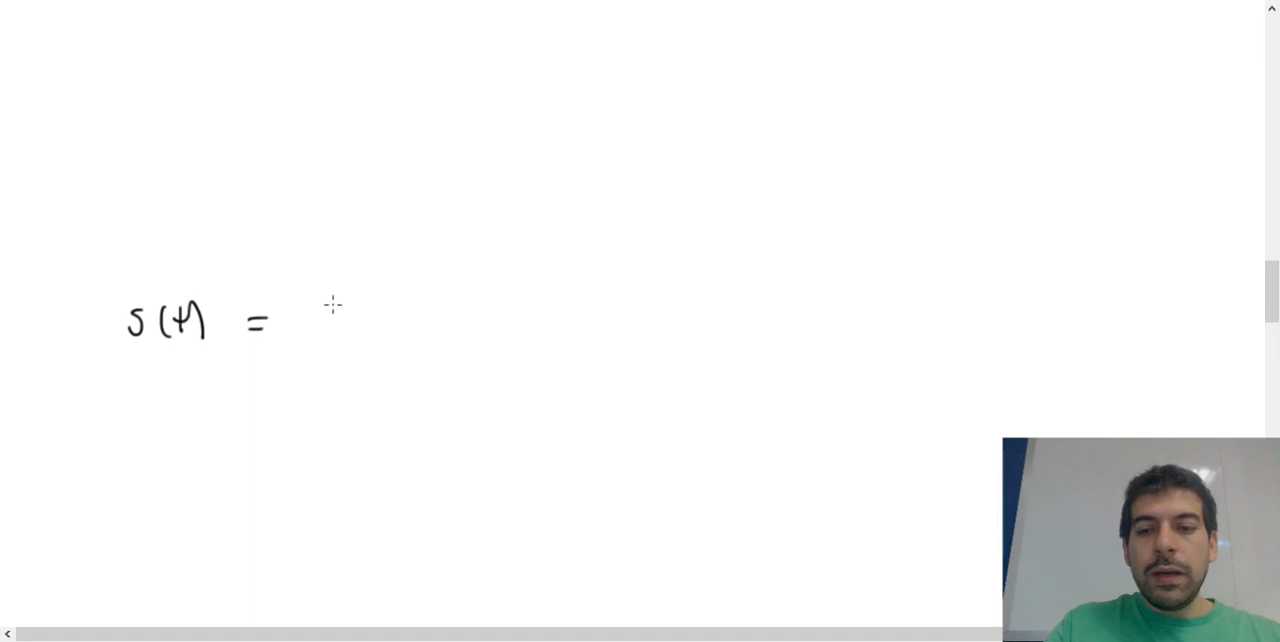 s(t) =